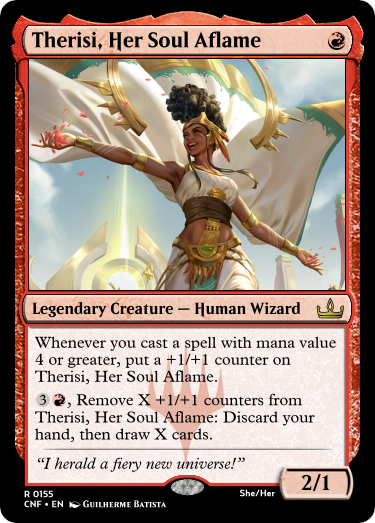 Therisi, Her Soul Aflame
Legendary Creature — Human Wizard
Whenever you cast a spell with mana value
4 or greater, put a +1/+1 counter on
Therisi, Her Soul Aflame.
3 , Remove X +1/+1 counters from
Therisi, Her Soul Aflame: Discard your
hand, then draw X cards.
“I herald a fiery new universe!”
2/1
R 0155
She/Her
CNF • EN Guilherme Batista